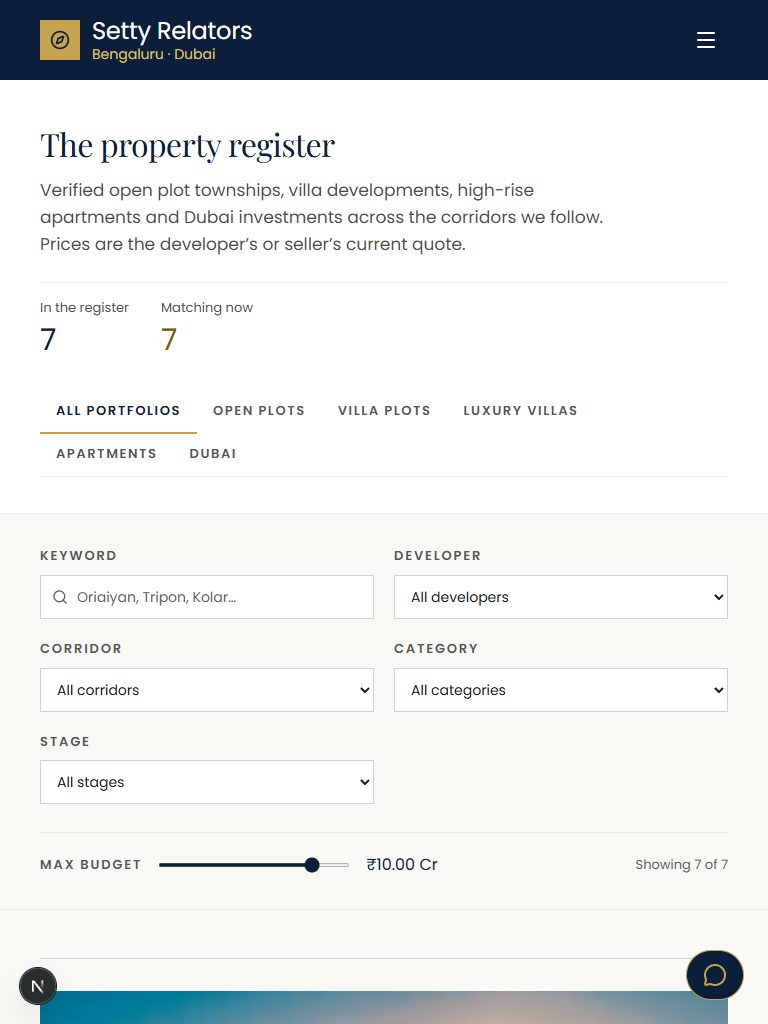 Setty Relators
Bengaluru · Dubai
The property register
Verified open plot townships, villa developments, high-rise
apartments and Dubai investments across the corridors we follow.
Prices are the developer’s or seller’s current quote.
In the register
Matching now
7
7
ALL PORTFOLIOS
OPEN PLOTS
VILLA PLOTS
LUXURY VILLAS
APARTMENTS
DUBAI
KEYWORD
DEVELOPER
Oriaiyan, Tripon, Kolar…
All developers
CORRIDOR
CATEGORY
All corridors
All categories
STAGE
All stages
MAX BUDGET
₹10.00 Cr
Showing 7 of 7
N